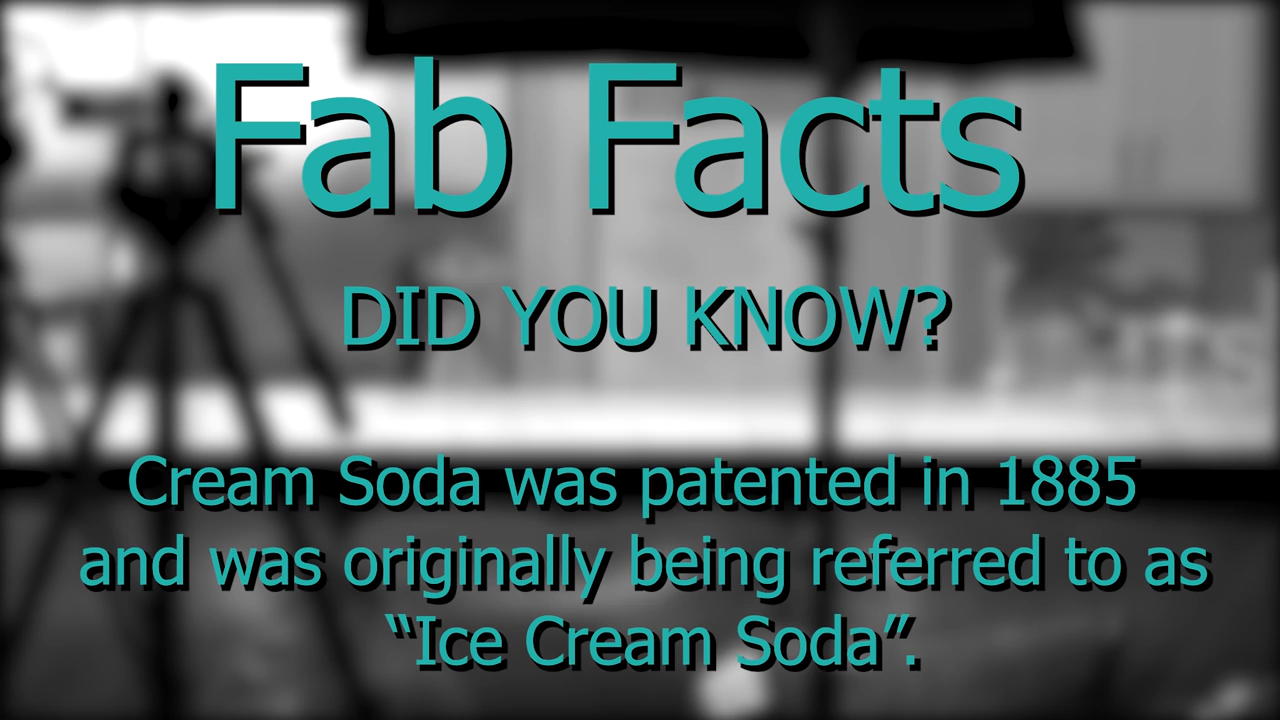 Fab Facts
DID YOU KNOW?
Cream Soda was patented in 1885
and was originally being referred to as
“Ice Cream Soda”.